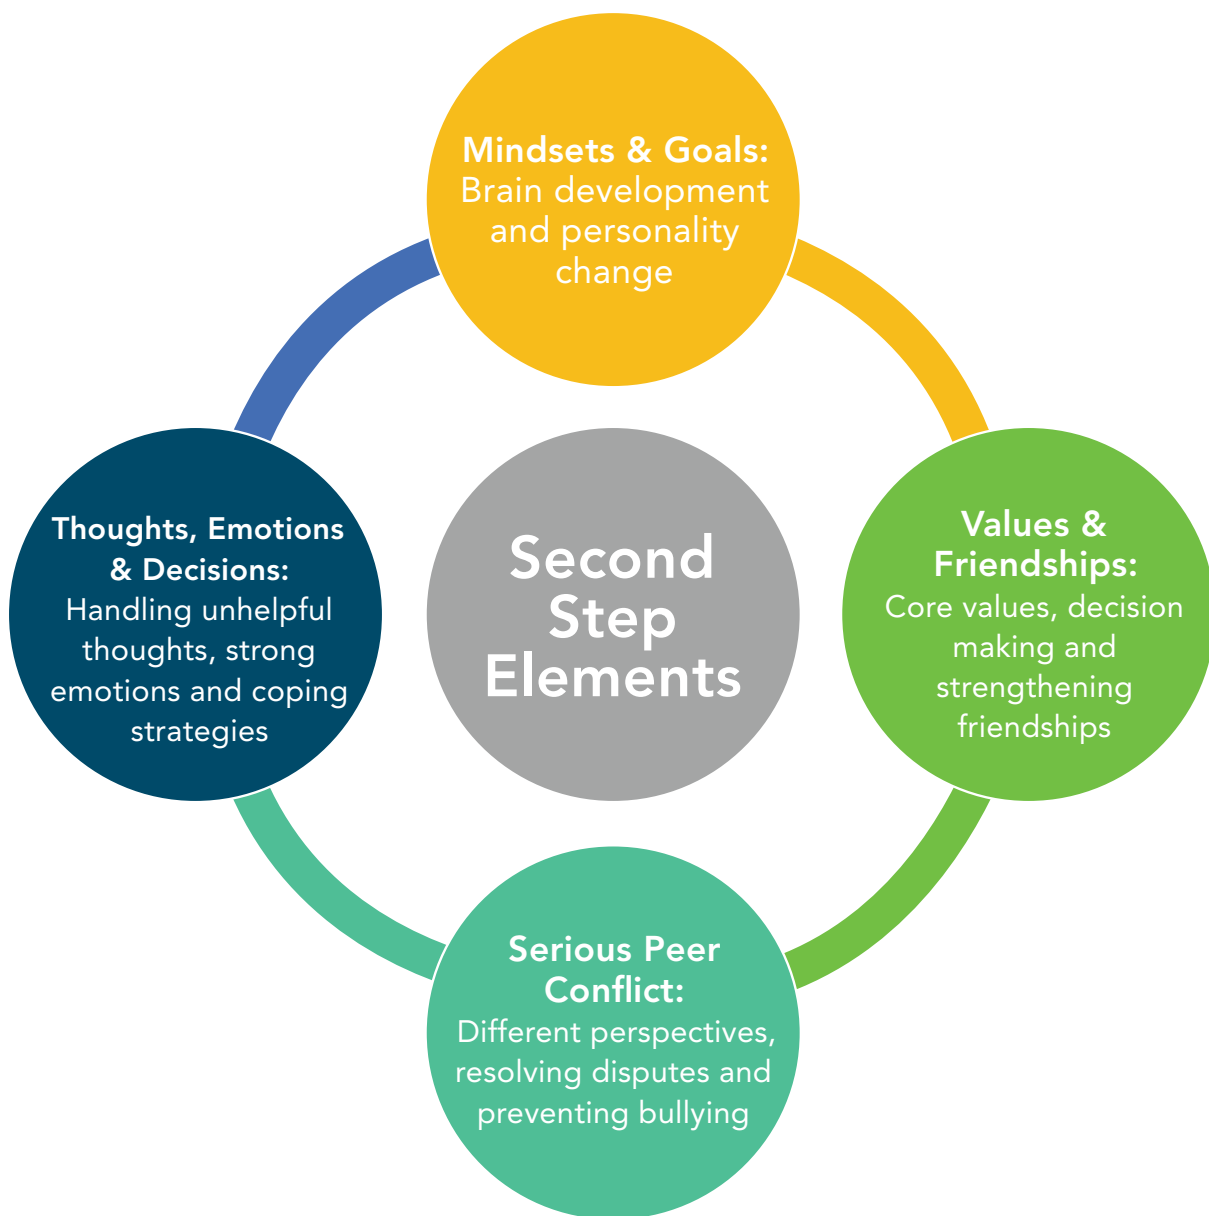 Mindsets & Goals:
Brain development
and personality
change
Thoughts, Emotions
& Decisions:
Handling unhelpful
thoughts, strong
emotions and coping
strategies
Second
Step
Elements
Values &
Friendships:
Core values, decision
making and
strengthening
friendships
Serious Peer
Conflict:
Different perspectives,
resolving disputes and
preventing bullying